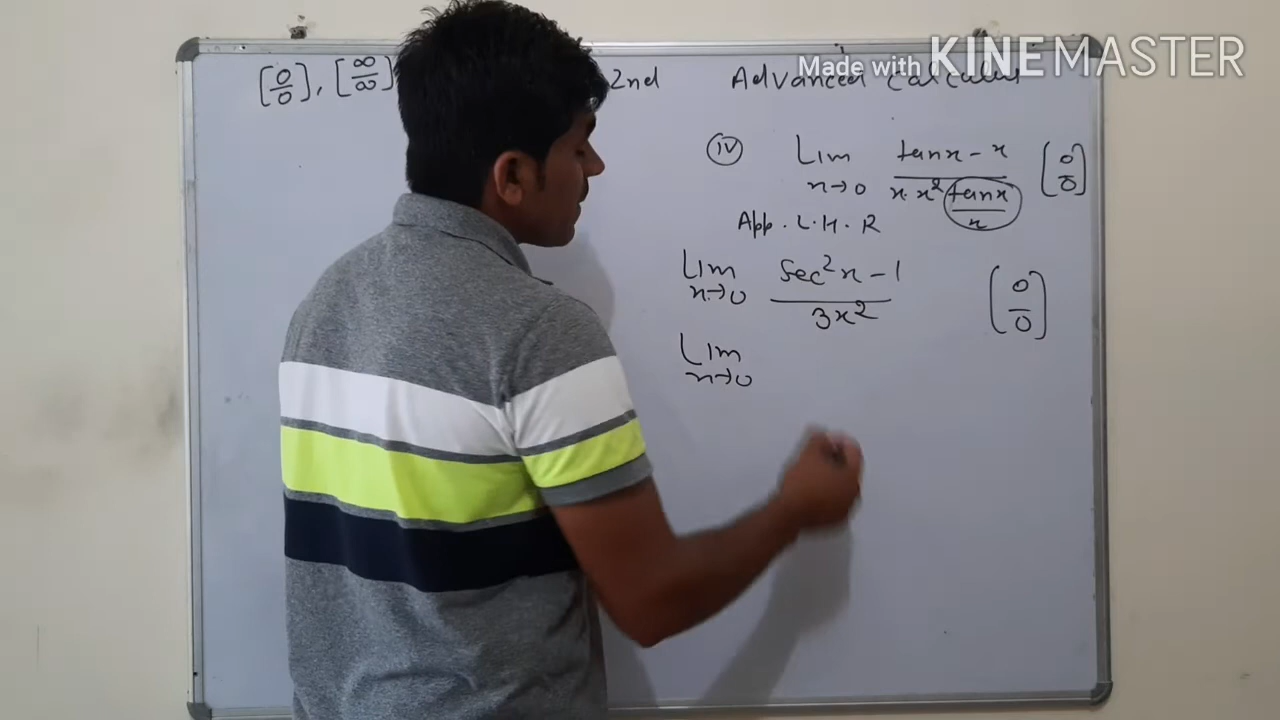 Made with KINEMASTER
[0/0], [∞/∞] 2nd Advanced Calculus
(iv) Lim x→0 tanx - x / x·x² (tanx/x) [0/0]
App. L.H.R
Lim x→0 Sec²x - 1 / 3x² [0/0]
Lim x→0